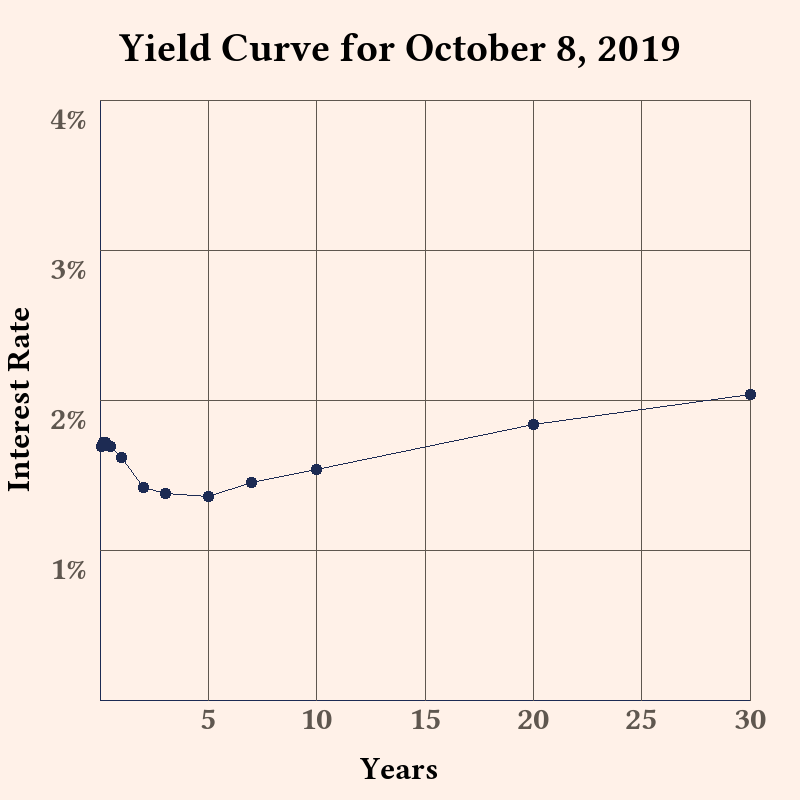 Yield Curve for October 8, 2019
4%
3%
2%
1%
Interest Rate
5 10 15 20 25 30
Years